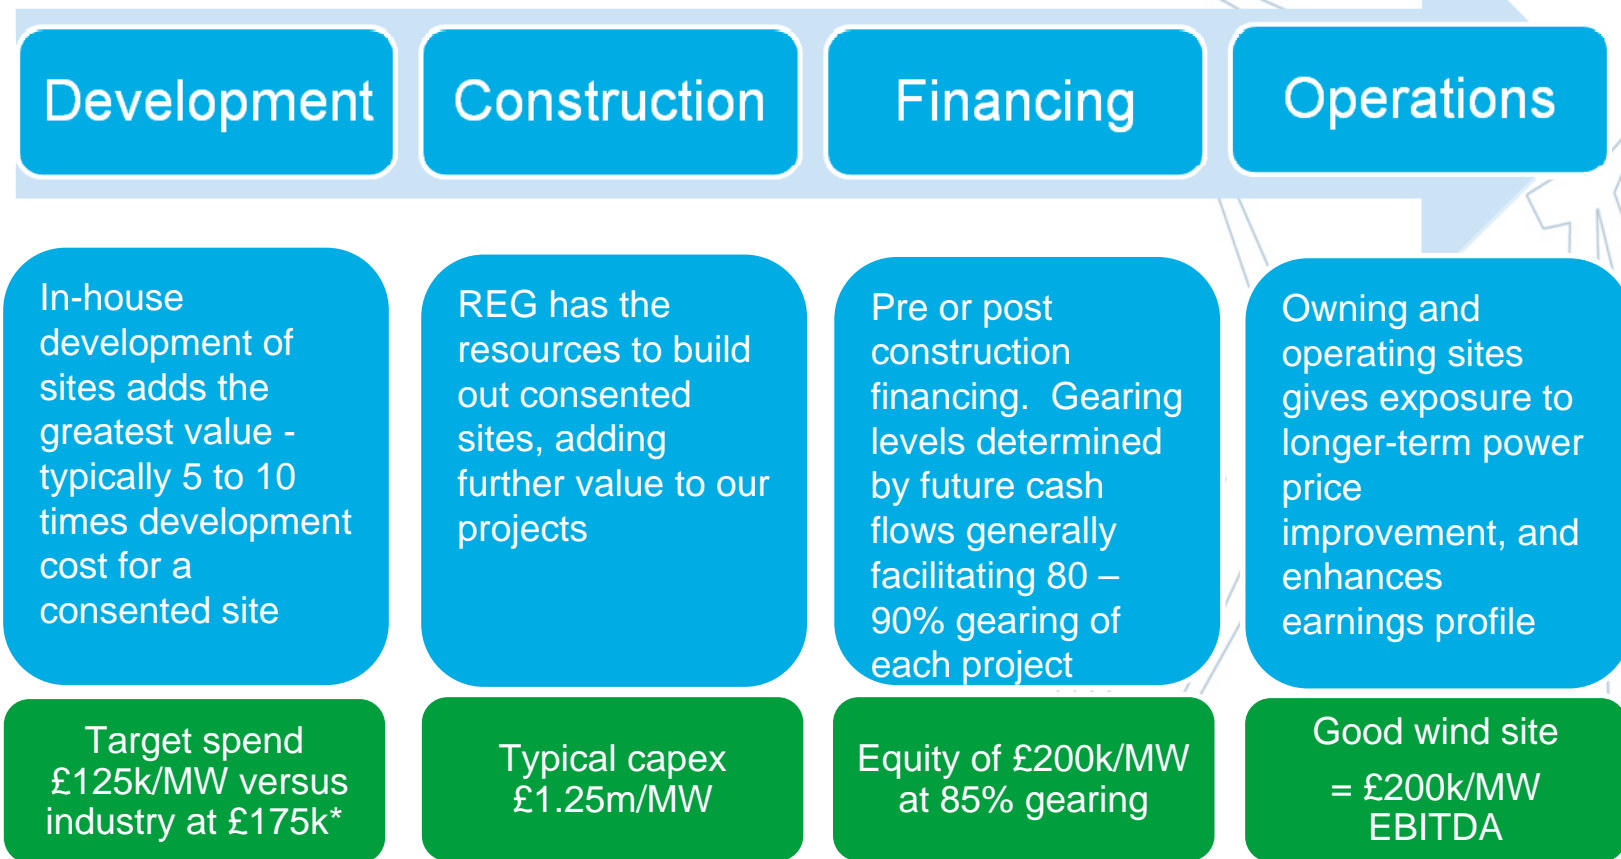 Development
Construction
Financing
Operations
In-house
development of
sites adds the
greatest value -
typically 5 to 10
times development
cost for a
consented site
REG has the
resources to build
out consented
sites, adding
further value to our
projects
Pre or post
construction
financing.  Gearing
levels determined
by future cash
flows generally
facilitating 80 –
90% gearing of
each project
Owning and
operating sites
gives exposure to
longer-term power
price
improvement, and
enhances
earnings profile
Target spend
£125k/MW versus
industry at £175k*
Typical capex
£1.25m/MW
Equity of £200k/MW
at 85% gearing
Good wind site
= £200k/MW
EBITDA